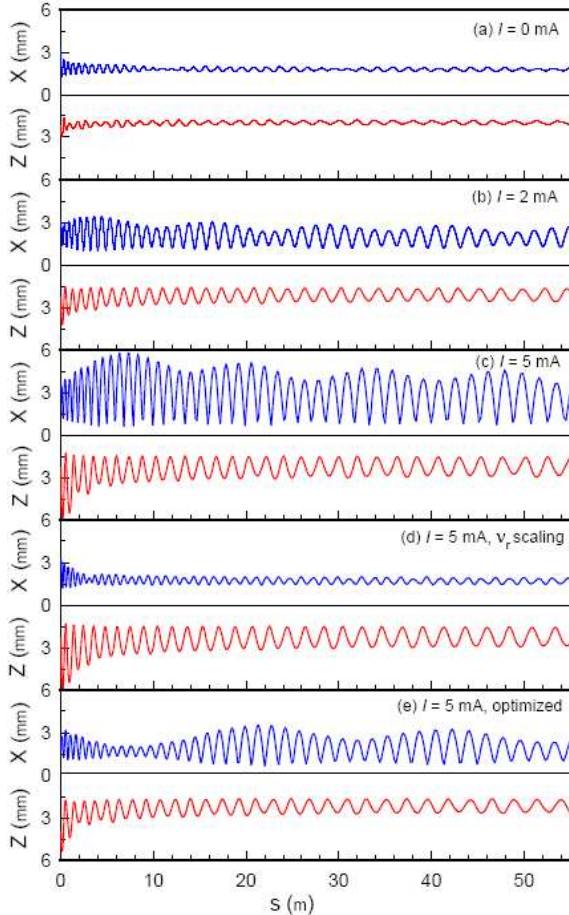 6
(a) I = 0 mA
3
X (mm)
0
3
Z (mm)
6
(b) I = 2 mA
3
X (mm)
0
3
Z (mm)
6
(c) I = 5 mA
3
X (mm)
0
3
Z (mm)
6
(d) I = 5 mA, νr scaling
3
X (mm)
0
3
Z (mm)
6
(e) I = 5 mA, optimized
3
X (mm)
0
3
Z (mm)
6
0 10 20 30 40 50
s (m)